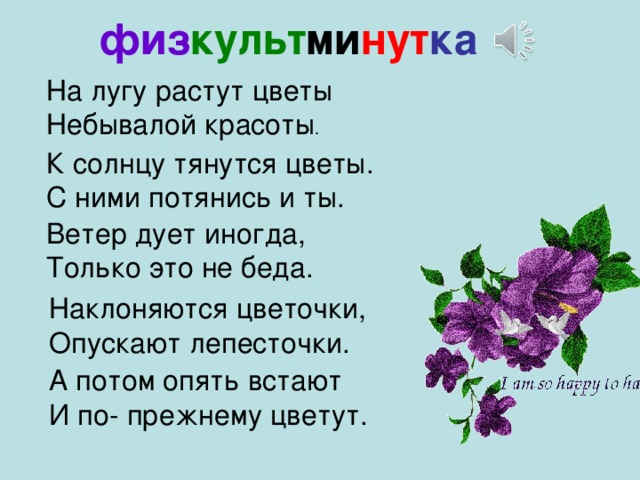 физкультминутка
На лугу растут цветы
Небывалой красоты.
К солнцу тянутся цветы.
С ними потянись и ты.
Ветер дует иногда,
Только это не беда.
Наклоняются цветочки,
Опускают лепесточки.
А потом опять встают
И по- прежнему цветут.
I am so happy to ha